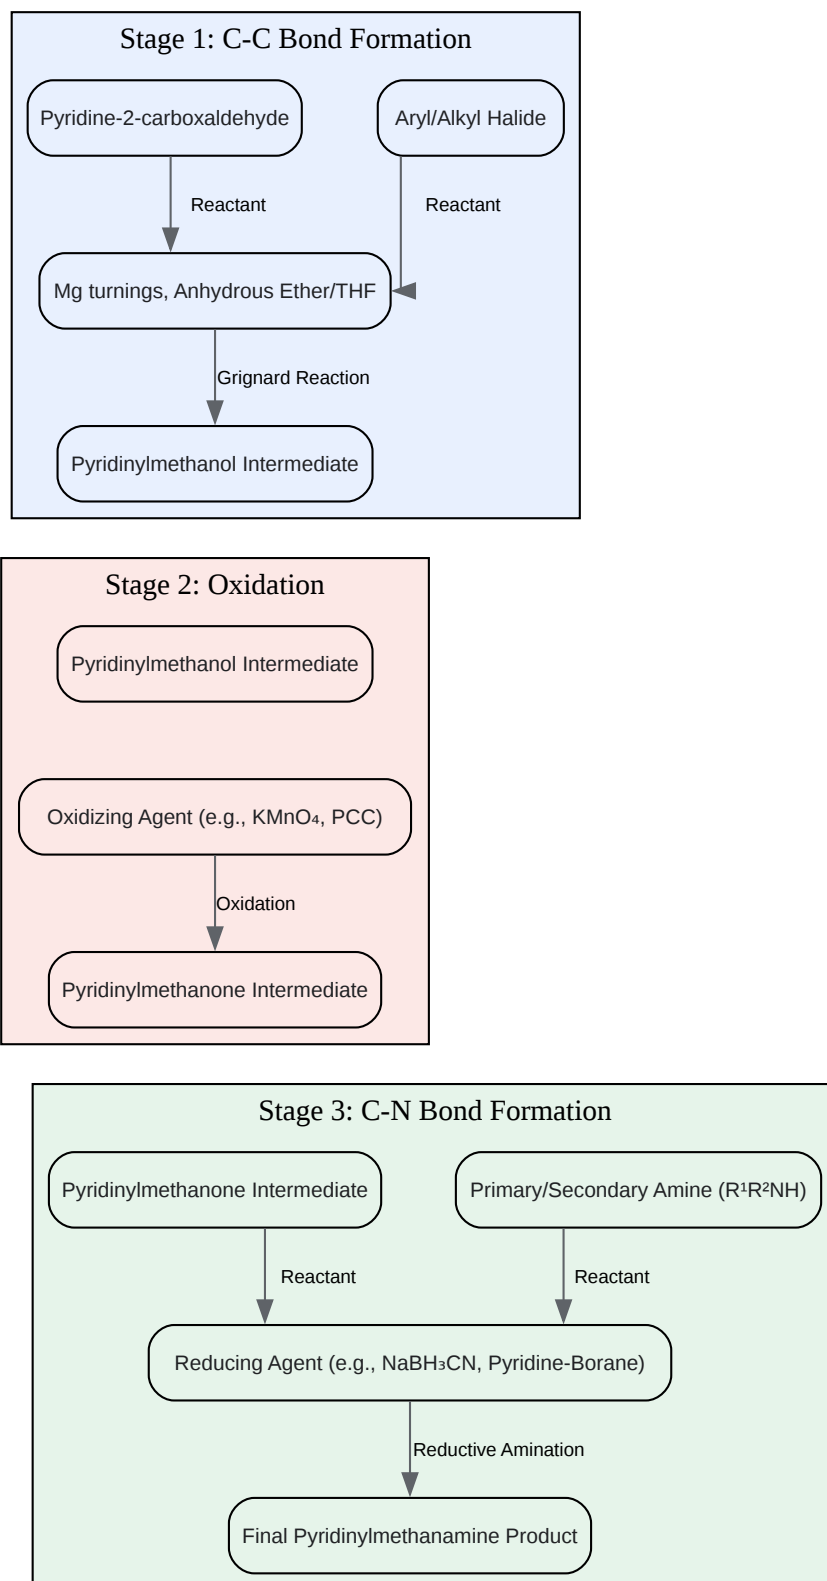 Stage 1: C-C Bond Formation
Pyridine-2-carboxaldehyde
Aryl/Alkyl Halide
Reactant
Reactant
Mg turnings, Anhydrous Ether/THF
Grignard Reaction
Pyridinylmethanol Intermediate
Stage 2: Oxidation
Pyridinylmethanol Intermediate
Oxidizing Agent (e.g., KMnO₄, PCC)
Oxidation
Pyridinylmethanone Intermediate
Stage 3: C-N Bond Formation
Pyridinylmethanone Intermediate
Primary/Secondary Amine (R¹R²NH)
Reactant
Reactant
Reducing Agent (e.g., NaBH₃CN, Pyridine-Borane)
Reductive Amination
Final Pyridinylmethanamine Product